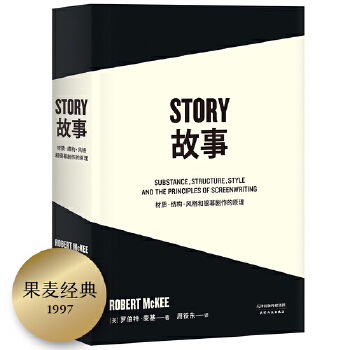 STORY
故事
材质·结构·风格
和银幕剧作的原理
STORY
故事
SUBSTANCE, STRUCTURE, STYLE
AND THE PRINCIPLES OF SCREENWRITING
材质·结构·风格和银幕剧作的原理
ROBERT McKEE
[美] 罗伯特·麦基 著
周铁东 译
果麦经典
1997